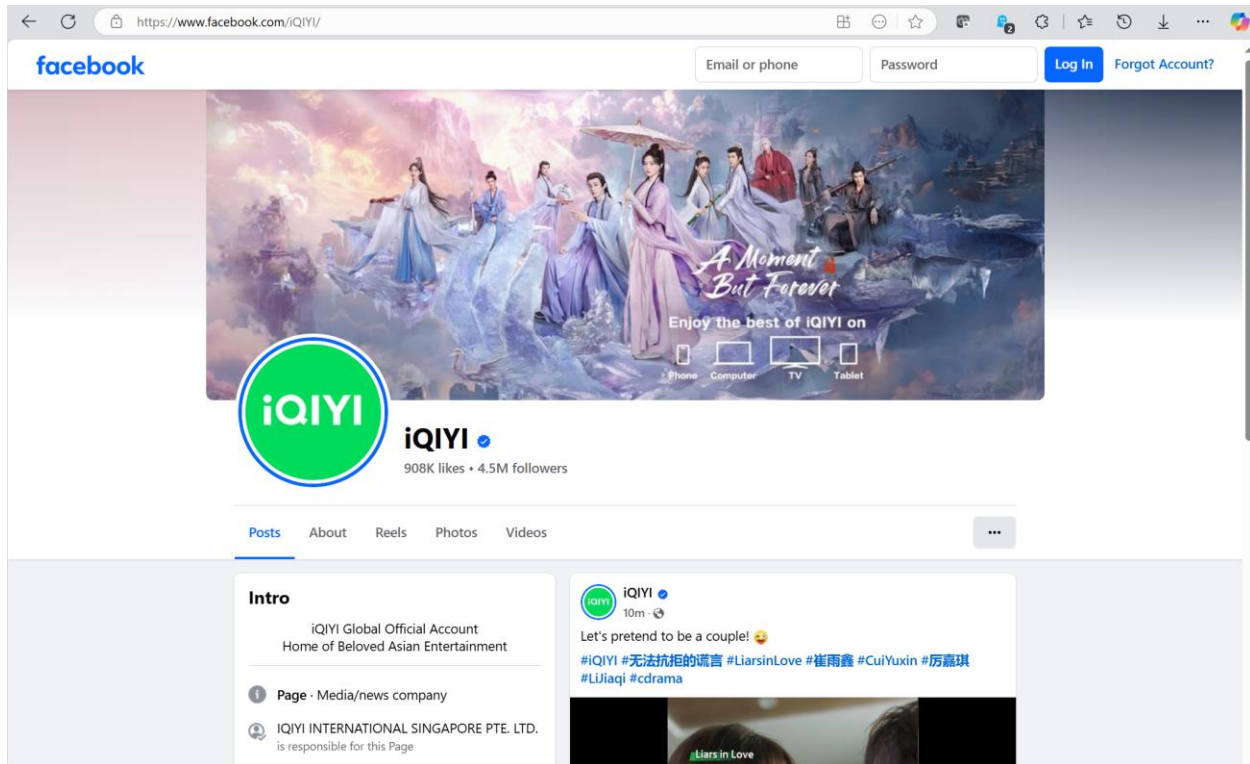 https://www.facebook.com/iQIYI/
2
facebook
Email or phone
Password
Log In
Forgot Account?
A Moment
But Forever
Enjoy the best of iQIYI on
Phone
Computer
TV
Tablet
iQIYI
iQIYI
908K likes • 4.5M followers
Posts
About
Reels
Photos
Videos
Intro
iQIYI Global Official Account
Home of Beloved Asian Entertainment
Page · Media/news company
IQIYI INTERNATIONAL SINGAPORE PTE. LTD.
is responsible for this Page
iQIYI
iQIYI
10m ·
Let's pretend to be a couple! 😜
#iQIYI #无法抗拒的谎言 #LiarsinLove #崔雨鑫 #CuiYuxin #厉嘉琪
#LiJiaqi #cdrama
Liars in Love